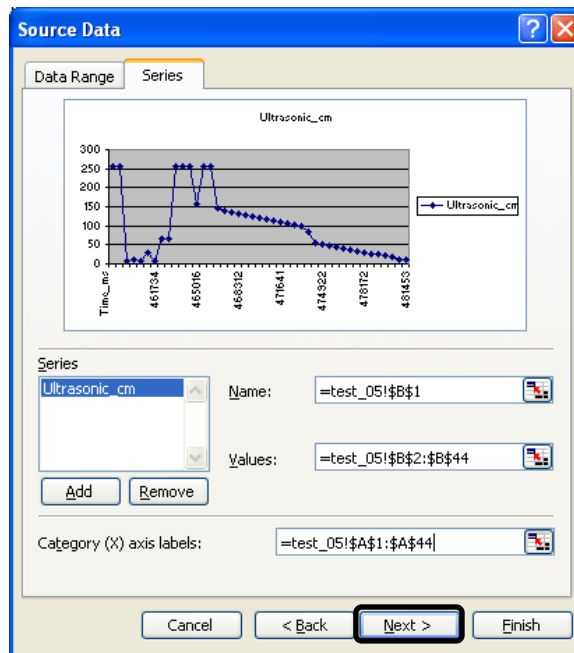 Source Data
Data Range Series
Ultrasonic_cm
300
250
200
150
100
50
0
Time_ms 461734 465016 468312 471641 474922 478172 481453
Ultrasonic_cm
Series
Ultrasonic_cm
Name: =test_05!$B$1
Values: =test_05!$B$2:$B$44
Add Remove
Category (X) axis labels: =test_05!$A$1:$A$44
Cancel < Back Next > Finish